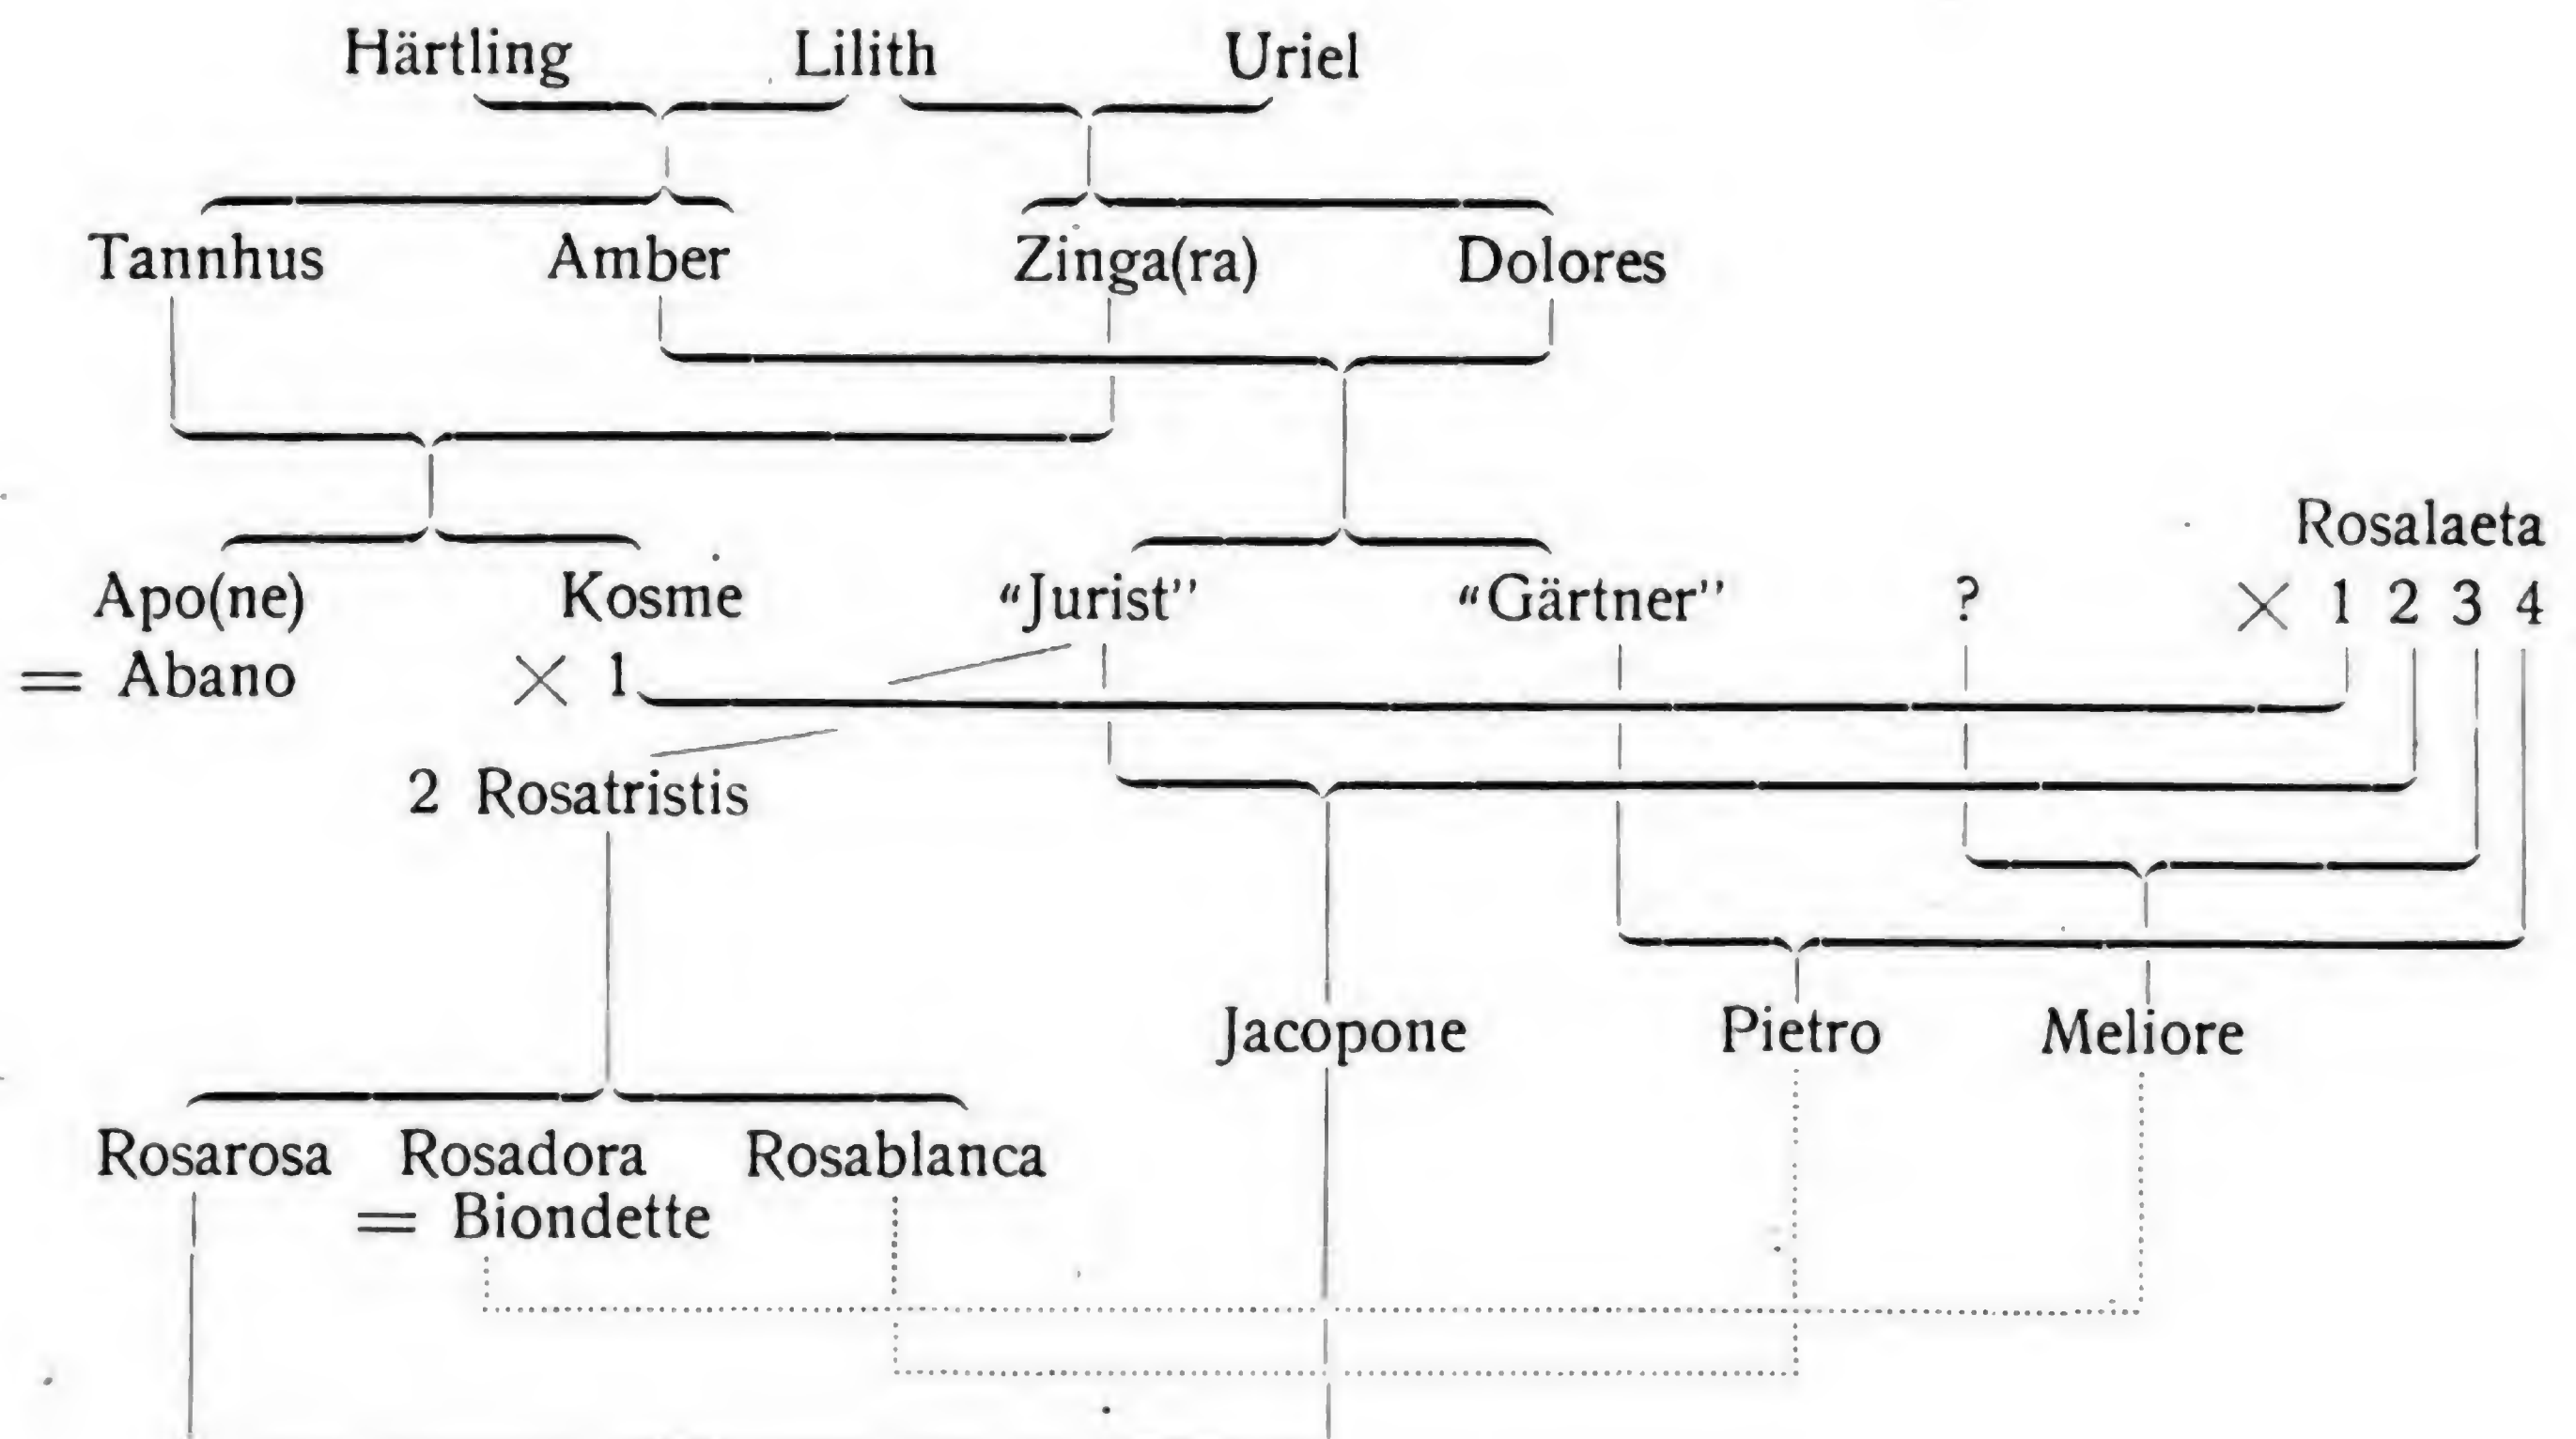 Härtling Lilith Uriel
Tannhus Amber Zinga(ra) Dolores
Rosalaeta
Apo(ne) Kosme “Jurist” “Gärtner” ? × 1 2 3 4
= Abano × 1
2 Rosatristis
Jacopone Pietro Meliore
Rosarosa Rosadora Rosablanca
= Biondette